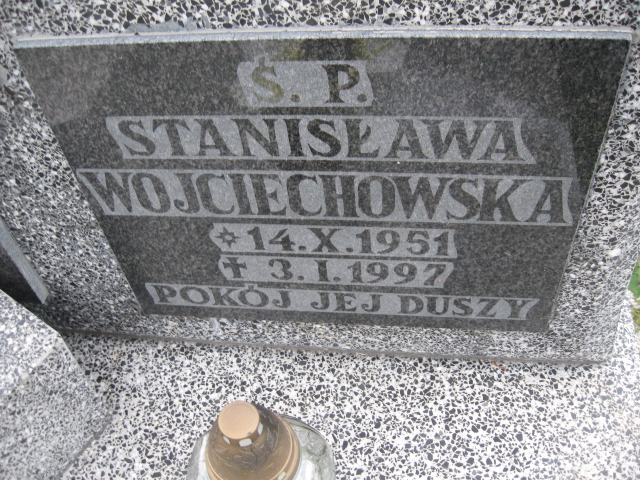 Ś. P.
STANISŁAWA
WOJCIECHOWSKA
✡ 14.X.1951
✝ 3.I.1997
POKÓJ JEJ DUSZY